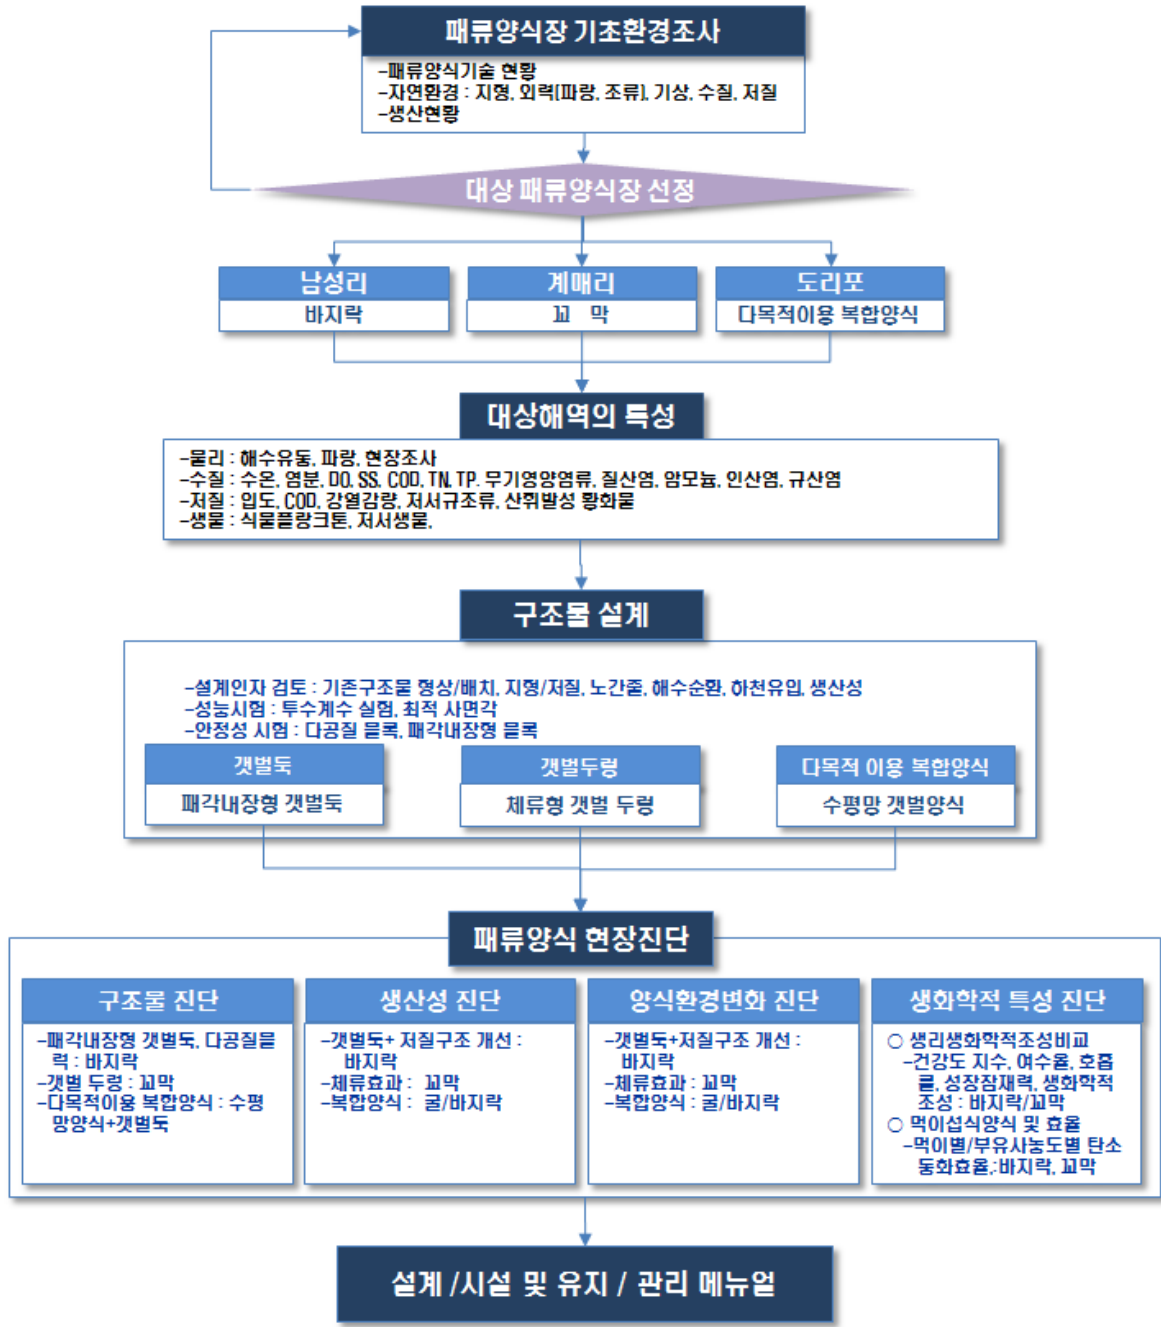 패류양식장 기초환경조사
-패류양식기술 현황
-자연환경 : 지형, 외력(파랑, 조류), 기상, 수질, 저질
-생산현황
대상 패류양식장 선정
남성리
바지락
계매리
꼬 막
도리포
다목적이용 복합양식
대상해역의 특성
-물리 : 해수유동, 파랑, 현장조사
-수질 : 수온, 염분, DO, SS, COD, TN, TP. 무기영양염류, 질산염, 암모늄, 인산염, 규산염
-저질 : 입도, COD, 강열감량, 저서규조류, 산휘발성 황화물
-생물 : 식물플랑크톤, 저서생물,
구조물 설계
-설계인자 검토 : 기존구조물 형상/배치, 지형/저질, 노간줄, 해수순환, 하천유입, 생산성
-성능시험 : 투수계수 실험, 최적 사면각
-안정성 시험 : 다공질 블록, 패각내장형 블록
갯벌둑
패각내장형 갯벌둑
갯벌두렁
체류형 갯벌 두렁
다목적 이용 복합양식
수평망 갯벌양식
패류양식 현장진단
구조물 진단
-패각내장형 갯벌둑, 다공질블
럭 : 바지락
-갯벌 두렁 : 꼬막
-다목적이용 복합양식 : 수평
망양식+갯벌둑
생산성 진단
-갯벌둑+ 저질구조 개선 :
바지락
-체류효과 : 꼬막
-복합양식 : 굴/바지락
양식환경변화 진단
-갯벌둑+저질구조 개선 :
바지락
-체류효과 : 꼬막
-복합양식 : 굴/바지락
생화학적 특성 진단
○ 생리생화학적조성비교
-건강도 지수, 여수율, 호흡
률, 성장잠재력, 생화학적
조성 : 바지락/꼬막
○ 먹이섭식양식 및 효율
-먹이별/부유사농도별 탄소
동화효율,:바지락, 꼬막
설계 /시설 및 유지 / 관리 메뉴얼